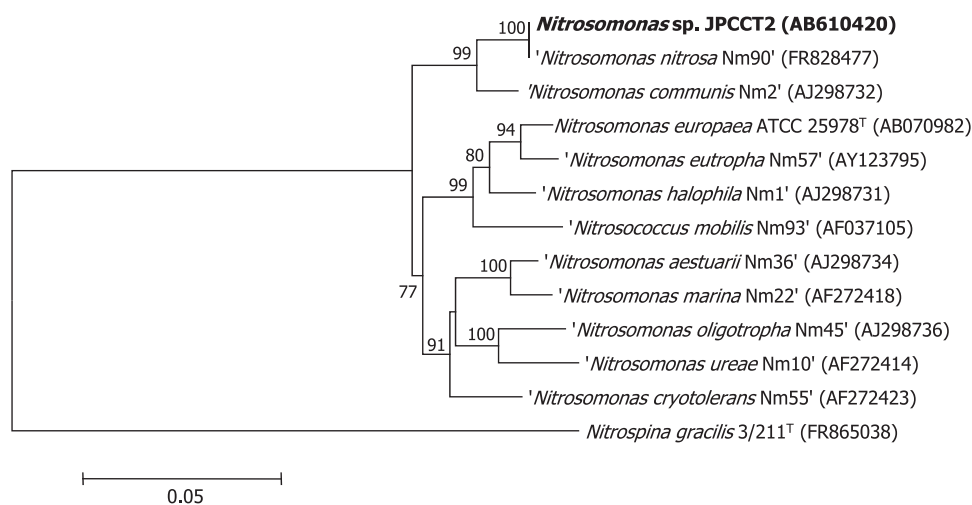 100 Nitrosomonas sp. JPCCT2 (AB610420)
99 'Nitrosomonas nitrosa Nm90' (FR828477)
'Nitrosomonas communis Nm2' (AJ298732)
94 Nitrosomonas europaea ATCC 25978ᵀ (AB070982)
80 'Nitrosomonas eutropha Nm57' (AY123795)
99 'Nitrosomonas halophila Nm1' (AJ298731)
'Nitrosococcus mobilis Nm93' (AF037105)
100 'Nitrosomonas aestuarii Nm36' (AJ298734)
77 'Nitrosomonas marina Nm22' (AF272418)
91 100 'Nitrosomonas oligotropha Nm45' (AJ298736)
'Nitrosomonas ureae Nm10' (AF272414)
'Nitrosomonas cryotolerans Nm55' (AF272423)
Nitrospina gracilis 3/211ᵀ (FR865038)
0.05